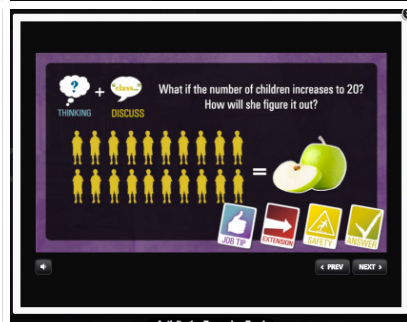 What if the number of children increases to 20?
How will she figure it out?
?
+
"class..."
THINKING
DISCUSS
=
JOB TIP
EXTENSION
SAFETY
ANSWER
< PREV
NEXT >